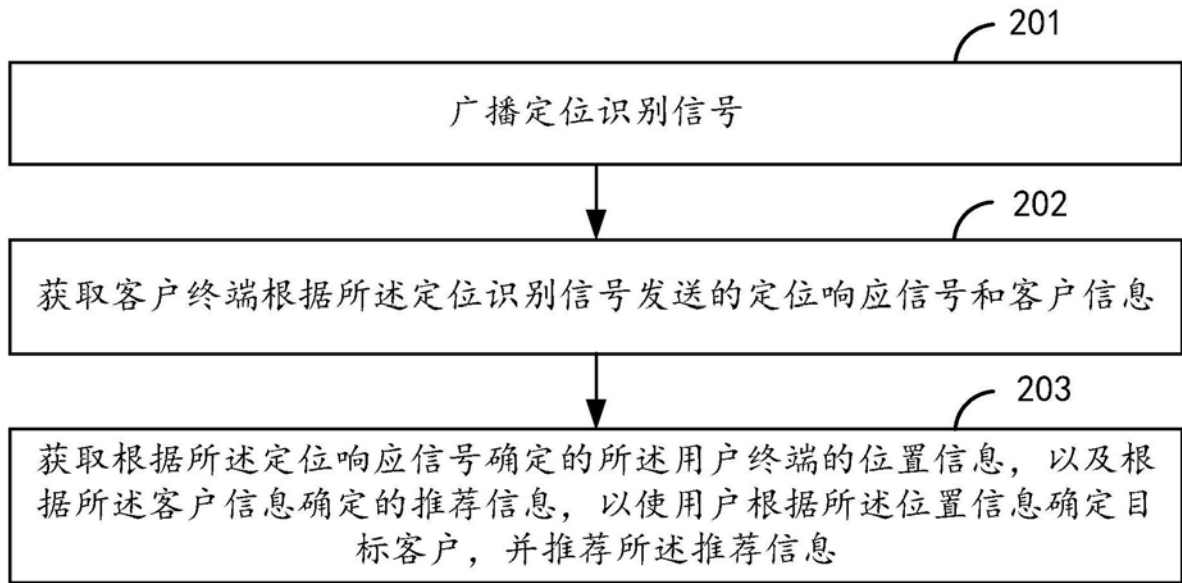 201
广播定位识别信号
202
获取客户终端根据所述定位识别信号发送的定位响应信号和客户信息
203
获取根据所述定位响应信号确定的所述用户终端的位置信息，以及根
据所述客户信息确定的推荐信息，以使用户根据所述位置信息确定目
标客户，并推荐所述推荐信息